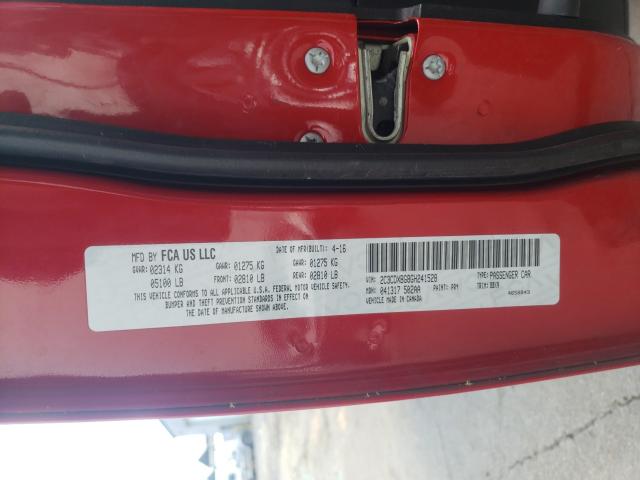 MFD BY FCA US LLC DATE OF MFR(BUILT): 4-16
GVWR: 02314 KG GAWR: 01275 KG GAWR: 01275 KG
05100 LB FRONT: 02810 LB REAR: 02810 LB
THIS VEHICLE CONFORMS TO ALL APPLICABLE U.S.A. FEDERAL MOTOR VEHICLE SAFETY,
BUMPER AND THEFT PREVENTION STANDARDS IN EFFECT ON
THE DATE OF MANUFACTURE SHOWN ABOVE.
VIN: 2C3CDXBG8GH241528 TYPE: PASSENGER CAR
MDH: 041317 502AA PAINT: PRM TRIM: BBX9
VEHICLE MADE IN CANADA